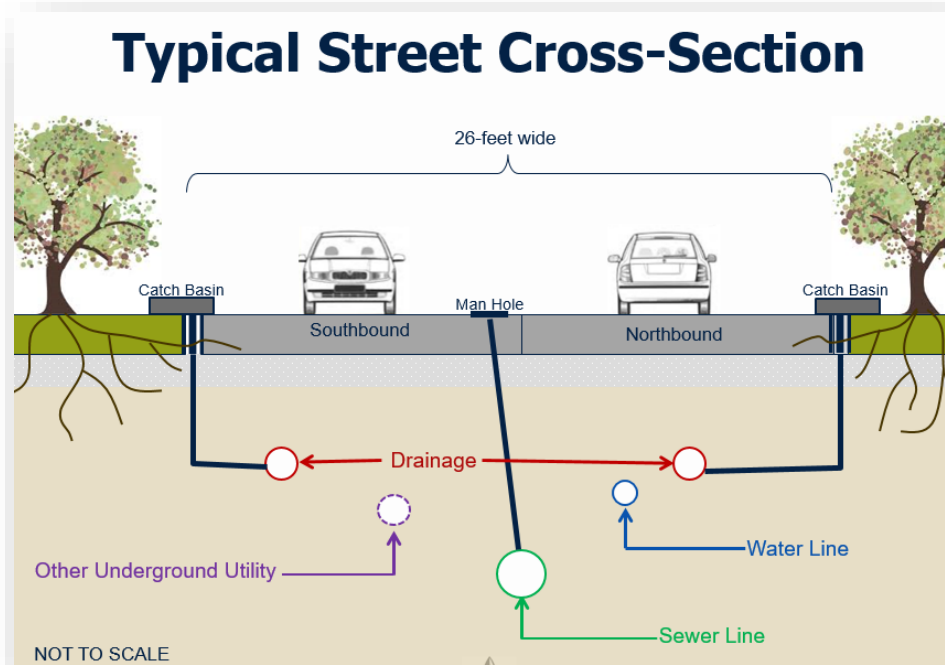 Typical Street Cross-Section
26-feet wide
Catch Basin
Man Hole
Catch Basin
Southbound
Northbound
Drainage
Other Underground Utility
Water Line
Sewer Line
NOT TO SCALE